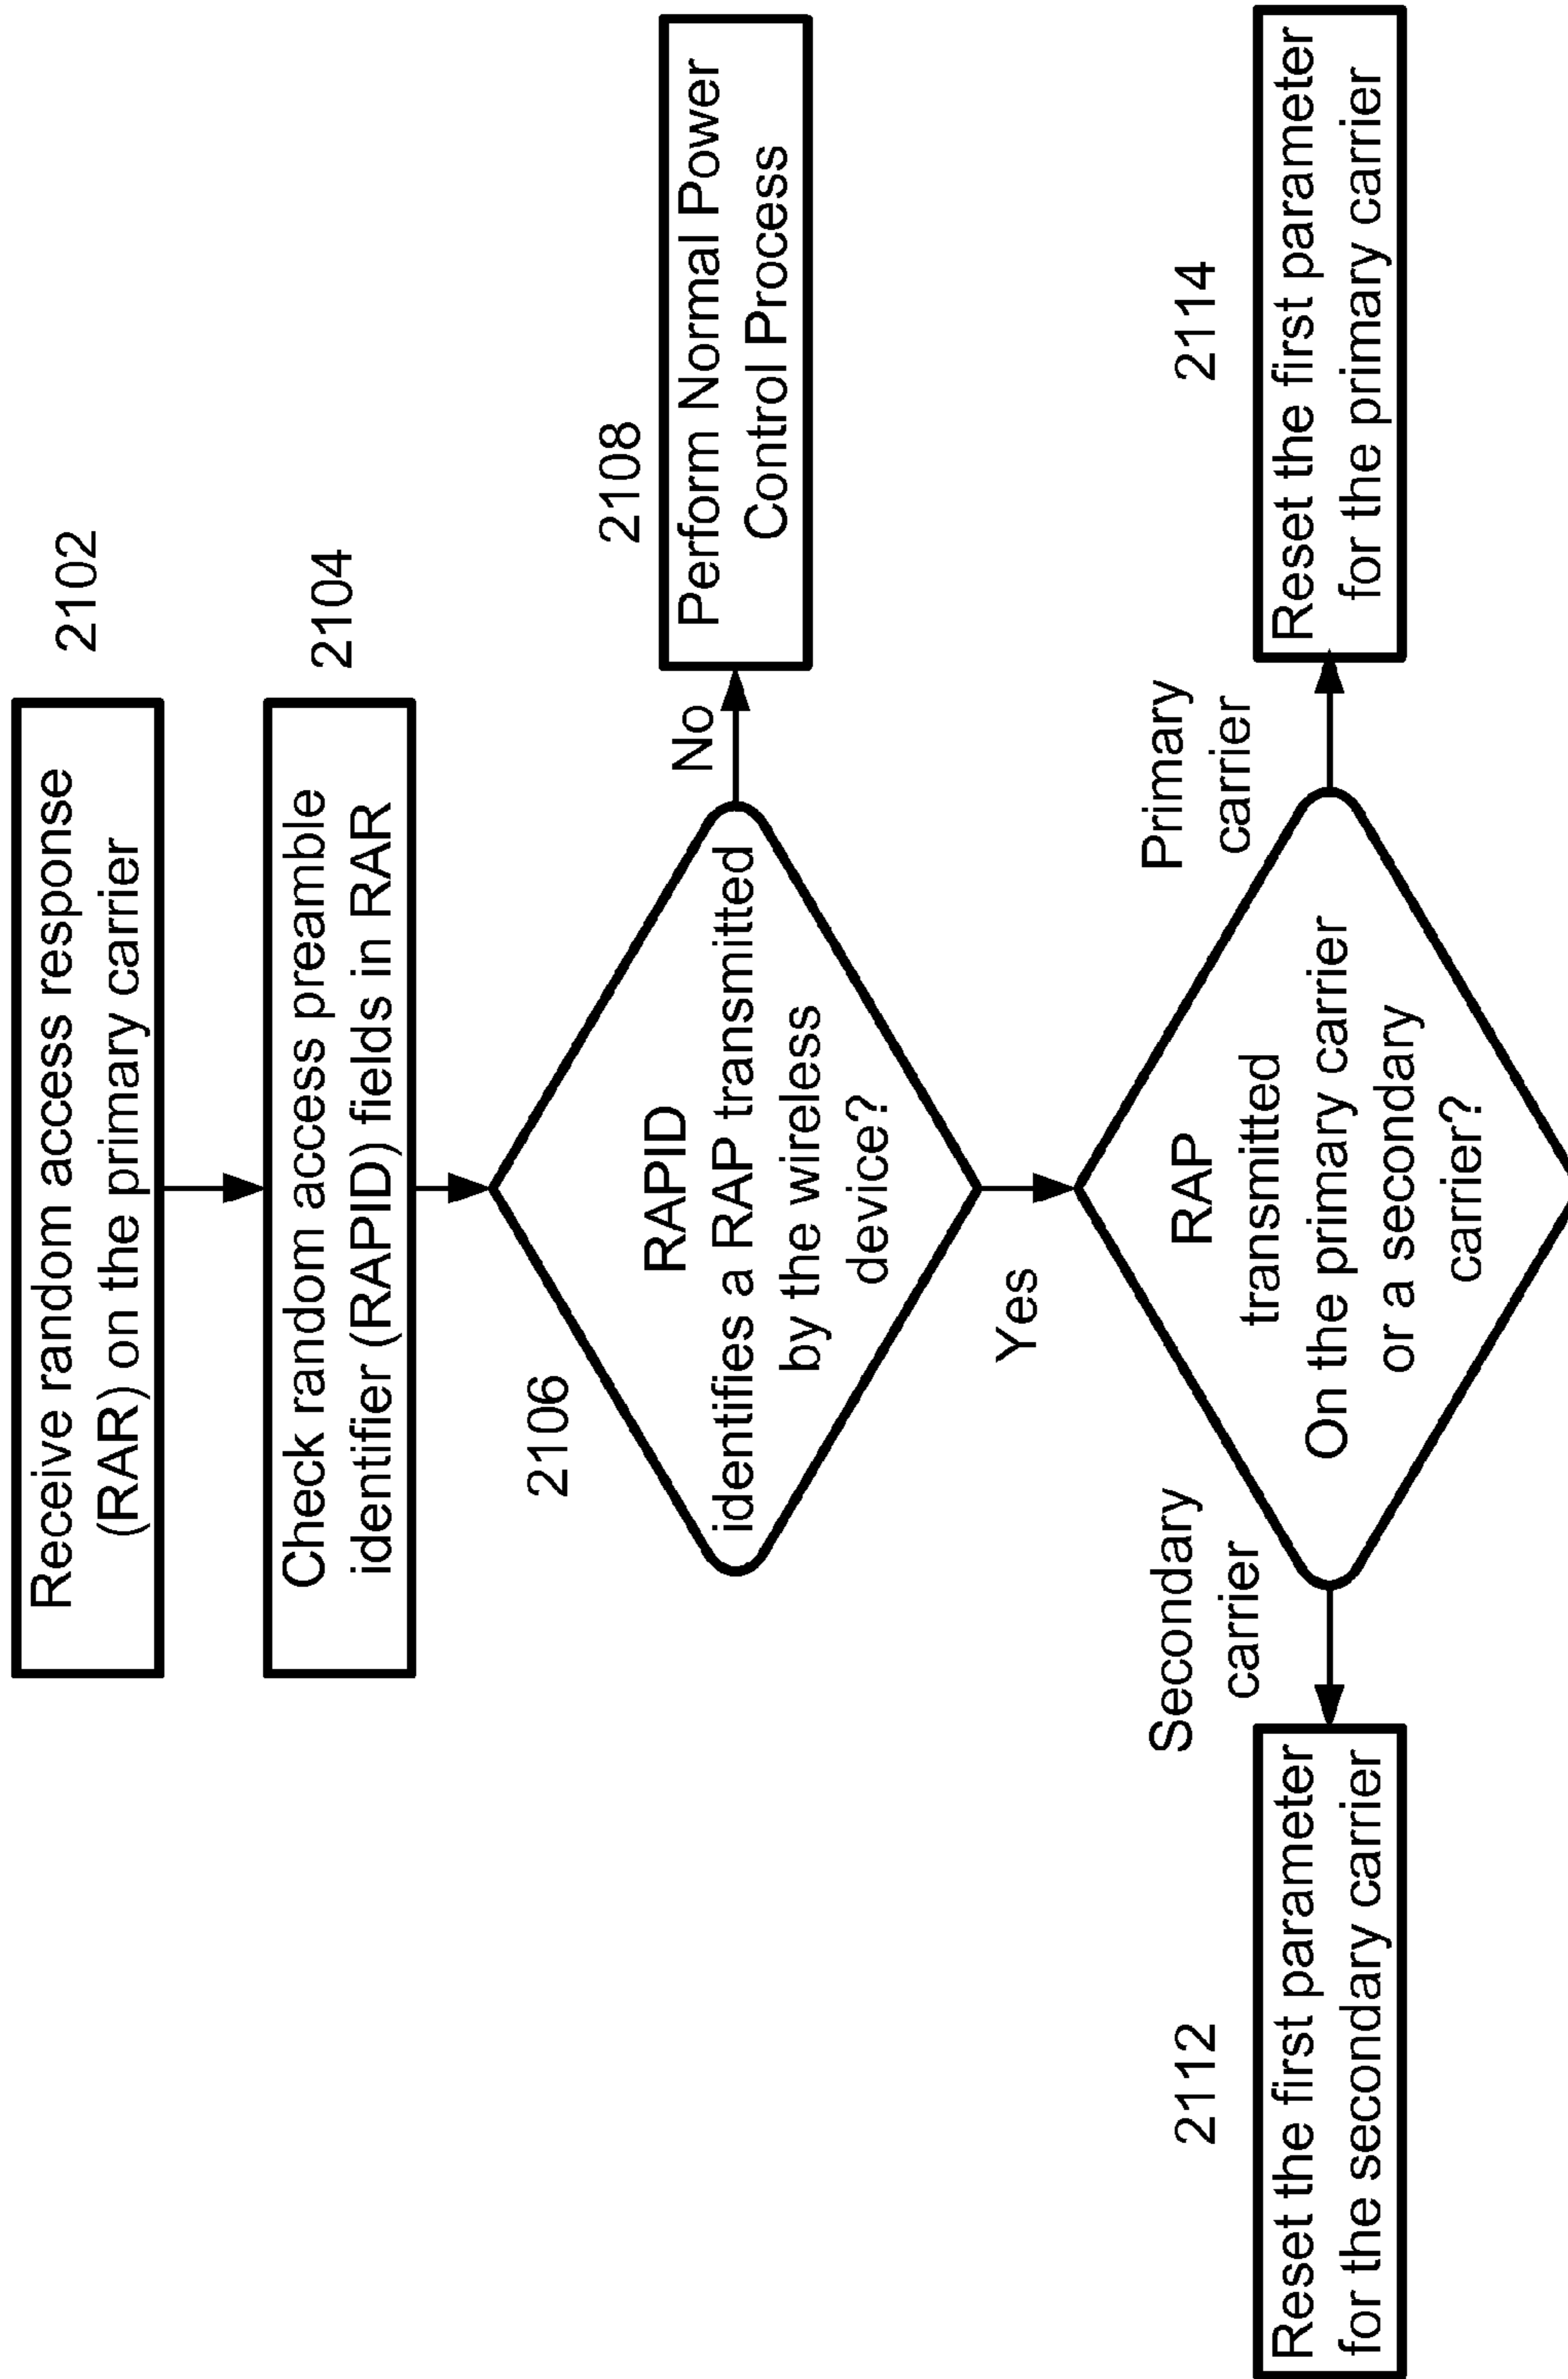 Receive random access response
(RAR) on the primary carrier
2102
Check random access preamble
identifier (RAPID) fields in RAR
2104
2106
RAPID
identifies a RAP transmitted
by the wireless
device?
No
2108
Perform Normal Power
Control Process
Yes
RAP
transmitted
On the primary carrier
or a secondary
carrier?
Secondary
carrier
Primary
carrier
2112
Reset the first parameter
for the secondary carrier
2114
Reset the first parameter
for the primary carrier